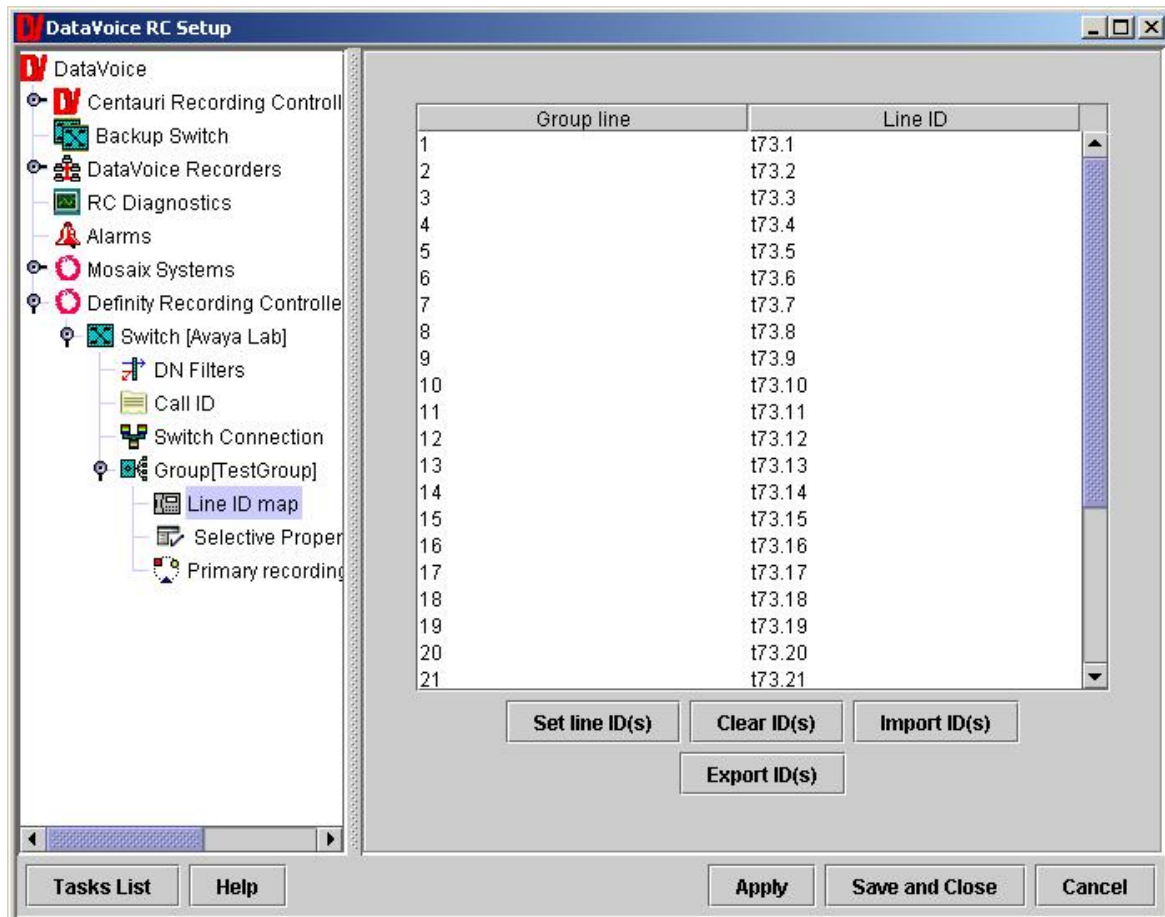 DV DataVoice RC Setup
DV DataVoice
DV Centauri Recording Controll
Backup Switch
DataVoice Recorders
RC Diagnostics
Alarms
Mosaix Systems
Definity Recording Controlle
Switch [Avaya Lab]
DN Filters
Call ID
Switch Connection
Group[TestGroup]
Line ID map
Selective Proper
Primary recording
Group line Line ID
1 t73.1
2 t73.2
3 t73.3
4 t73.4
5 t73.5
6 t73.6
7 t73.7
8 t73.8
9 t73.9
10 t73.10
11 t73.11
12 t73.12
13 t73.13
14 t73.14
15 t73.15
16 t73.16
17 t73.17
18 t73.18
19 t73.19
20 t73.20
21 t73.21
Set line ID(s) Clear ID(s) Import ID(s)
Export ID(s)
Tasks List Help Apply Save and Close Cancel